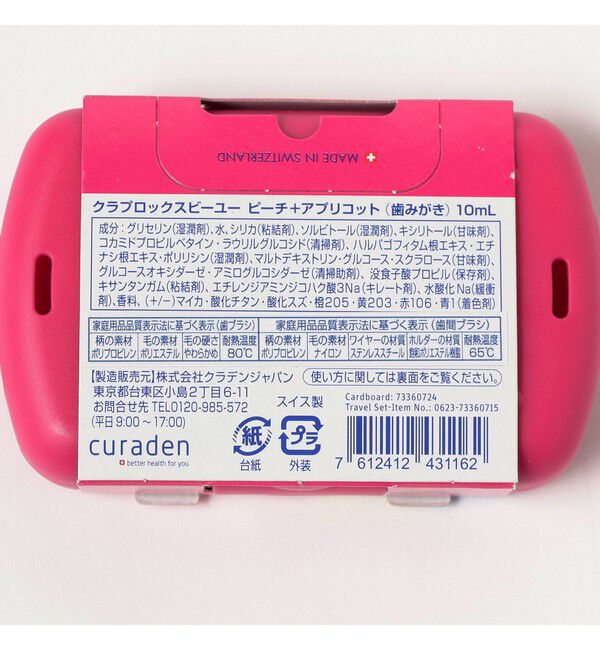 MADE IN SWITZERLAND
クラプロックスビーユー ピーチ+アプリコット（歯みがき）10mL
成分：グリセリン(湿潤剤)、水、シリカ(粘結剤)、ソルビトール(湿潤剤)、キシリトール(甘味剤)、
コカミドプロピルベタイン・ラウリルグルコシド(清掃剤)、ハルパゴフィタム根エキス・エチ
ナシ根エキス・ポリリシン(湿潤剤)、マルトデキストリン・グルコース・スクラロース(甘味剤)、
グルコースオキシダーゼ・アミログルコシダーゼ(清掃助剤)、没食子酸プロピル(保存剤)、
キサンタンガム(粘結剤)、エチレンジアミンジコハク酸3Na(キレート剤)、水酸化Na(緩衝
剤)、香料、(+/−)マイカ・酸化チタン・酸化スズ・橙205・黄203・赤106・青1(着色剤)
家庭用品品質表示法に基づく表示(歯ブラシ) 家庭用品品質表示法に基づく表示(歯間ブラシ)
柄の素材 毛の素材 毛の硬さ 耐熱温度 柄の素材 毛の素材 ワイヤーの材質 ホルダーの材質 耐熱温度
ポリプロピレン ポリエステル やわらかめ 80℃ ポリプロピレン ナイロン ステンレススチール 飽和ポリエステル樹脂 65℃
【製造販売元】株式会社クラデンジャパン
東京都台東区小島2丁目6-11
お問合せ先 TEL0120-985-572
(平日9:00〜17:00)
使い方に関しては裏面をご覧ください。
スイス製
Cardboard: 73360724
Travel Set-Item No.: 0623-73360715
curaden
better health for you
紙
台紙
プラ
外装
7 612412 431162